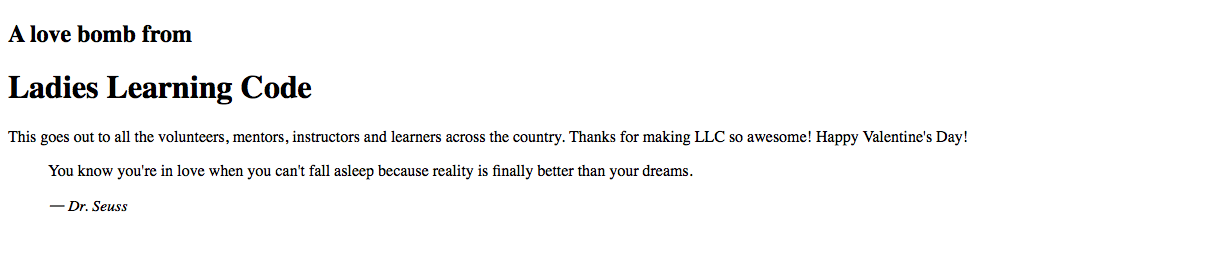 A love bomb from
Ladies Learning Code
This goes out to all the volunteers, mentors, instructors and learners across the country. Thanks for making LLC so awesome! Happy Valentine's Day!
You know you're in love when you can't fall asleep because reality is finally better than your dreams.
— Dr. Seuss